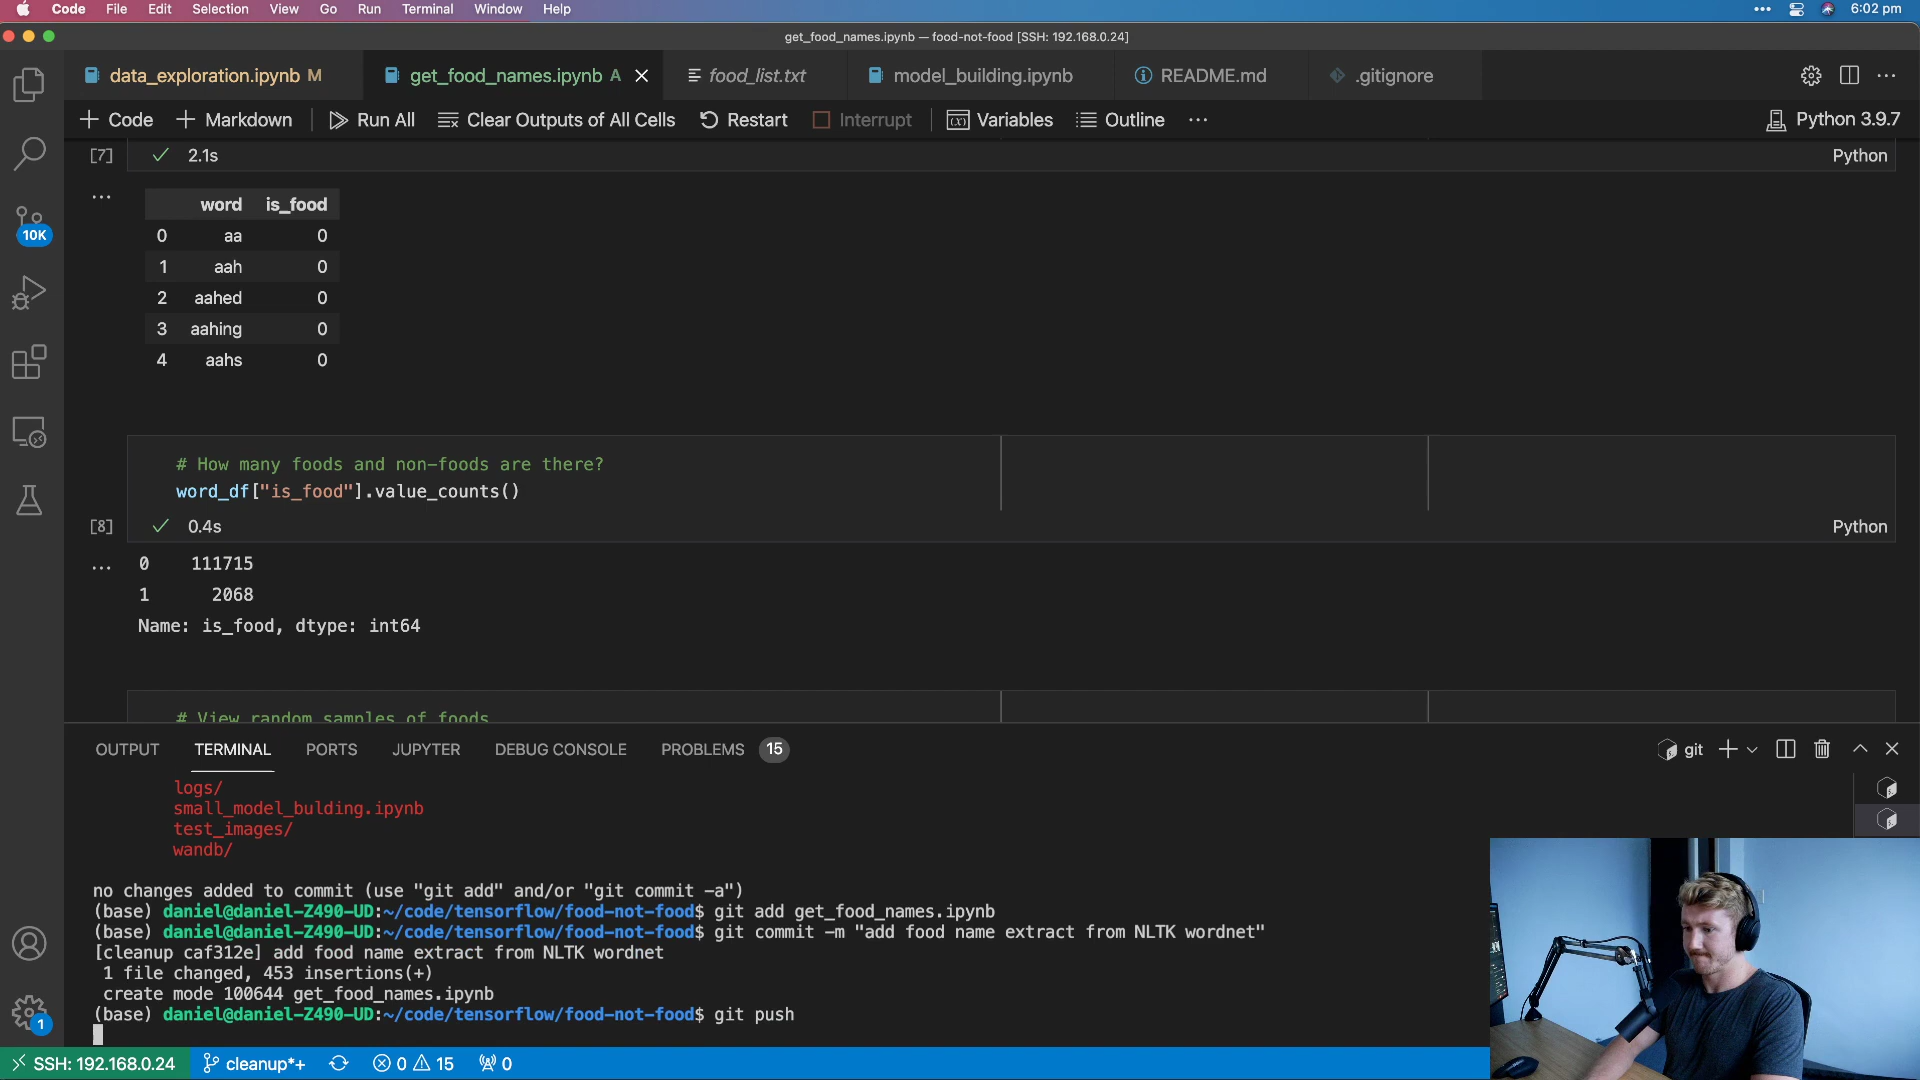 Code File Edit Selection View Go Run Terminal Window Help 6:02 pm
get_food_names.ipynb — food-not-food [SSH: 192.168.0.24]
data_exploration.ipynb M get_food_names.ipynb A food_list.txt model_building.ipynb README.md .gitignore
Code Markdown Run All Clear Outputs of All Cells Restart Interrupt Variables Outline ··· Python 3.9.7
[7] 2.1s Python
word is_food
0 aa 0
1 aah 0
2 aahed 0
3 aahing 0
4 aahs 0
10K
# How many foods and non-foods are there?
word_df["is_food"].value_counts()
[8] 0.4s Python
0 111715
1 2068
Name: is_food, dtype: int64
# View random samples of foods
OUTPUT TERMINAL PORTS JUPYTER DEBUG CONSOLE PROBLEMS 15 git
logs/
small_model_bulding.ipynb
test_images/
wandb/
no changes added to commit (use "git add" and/or "git commit -a")
(base) daniel@daniel-Z490-UD:~/code/tensorflow/food-not-food$ git add get_food_names.ipynb
(base) daniel@daniel-Z490-UD:~/code/tensorflow/food-not-food$ git commit -m "add food name extract from NLTK wordnet"
[cleanup caf312e] add food name extract from NLTK wordnet
1 file changed, 453 insertions(+)
create mode 100644 get_food_names.ipynb
(base) daniel@daniel-Z490-UD:~/code/tensorflow/food-not-food$ git push
1
SSH: 192.168.0.24 cleanup*+ 0 15 0